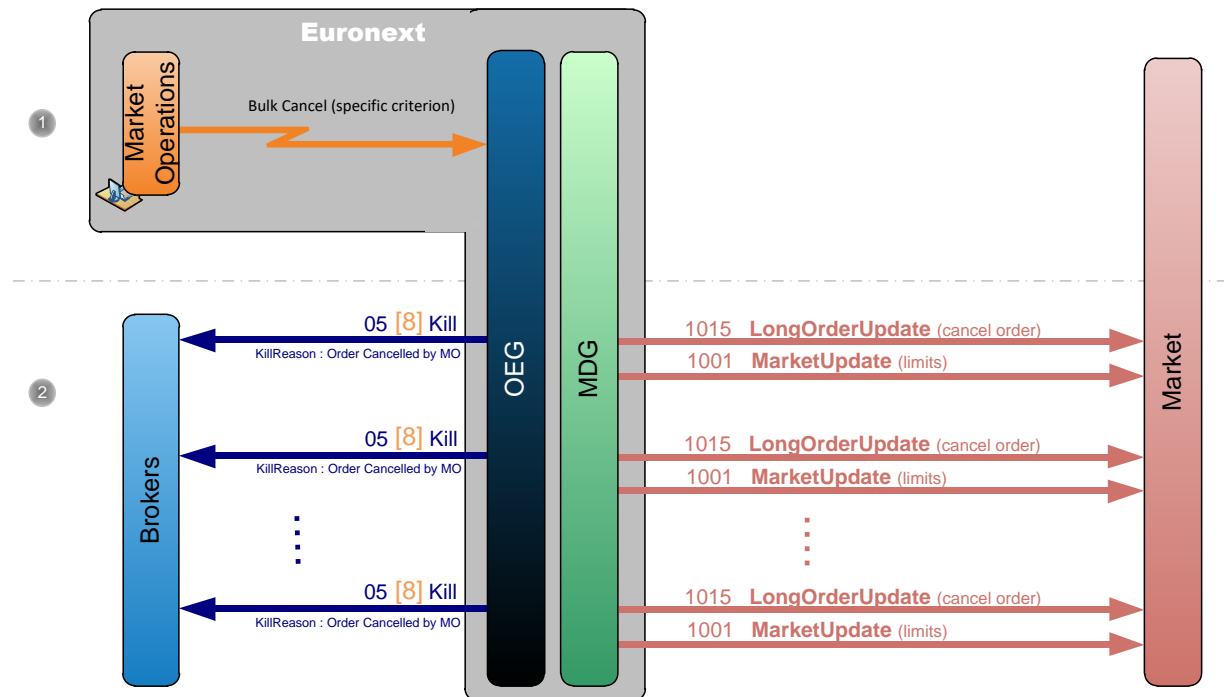 Euronext
Market
Operations
Bulk Cancel (specific criterion)
1
OEG
MDG
Market
Brokers
2
05 [8] Kill
KillReason : Order Cancelled by MO
1015 LongOrderUpdate (cancel order)
1001 MarketUpdate (limits)
05 [8] Kill
KillReason : Order Cancelled by MO
1015 LongOrderUpdate (cancel order)
1001 MarketUpdate (limits)
05 [8] Kill
KillReason : Order Cancelled by MO
1015 LongOrderUpdate (cancel order)
1001 MarketUpdate (limits)